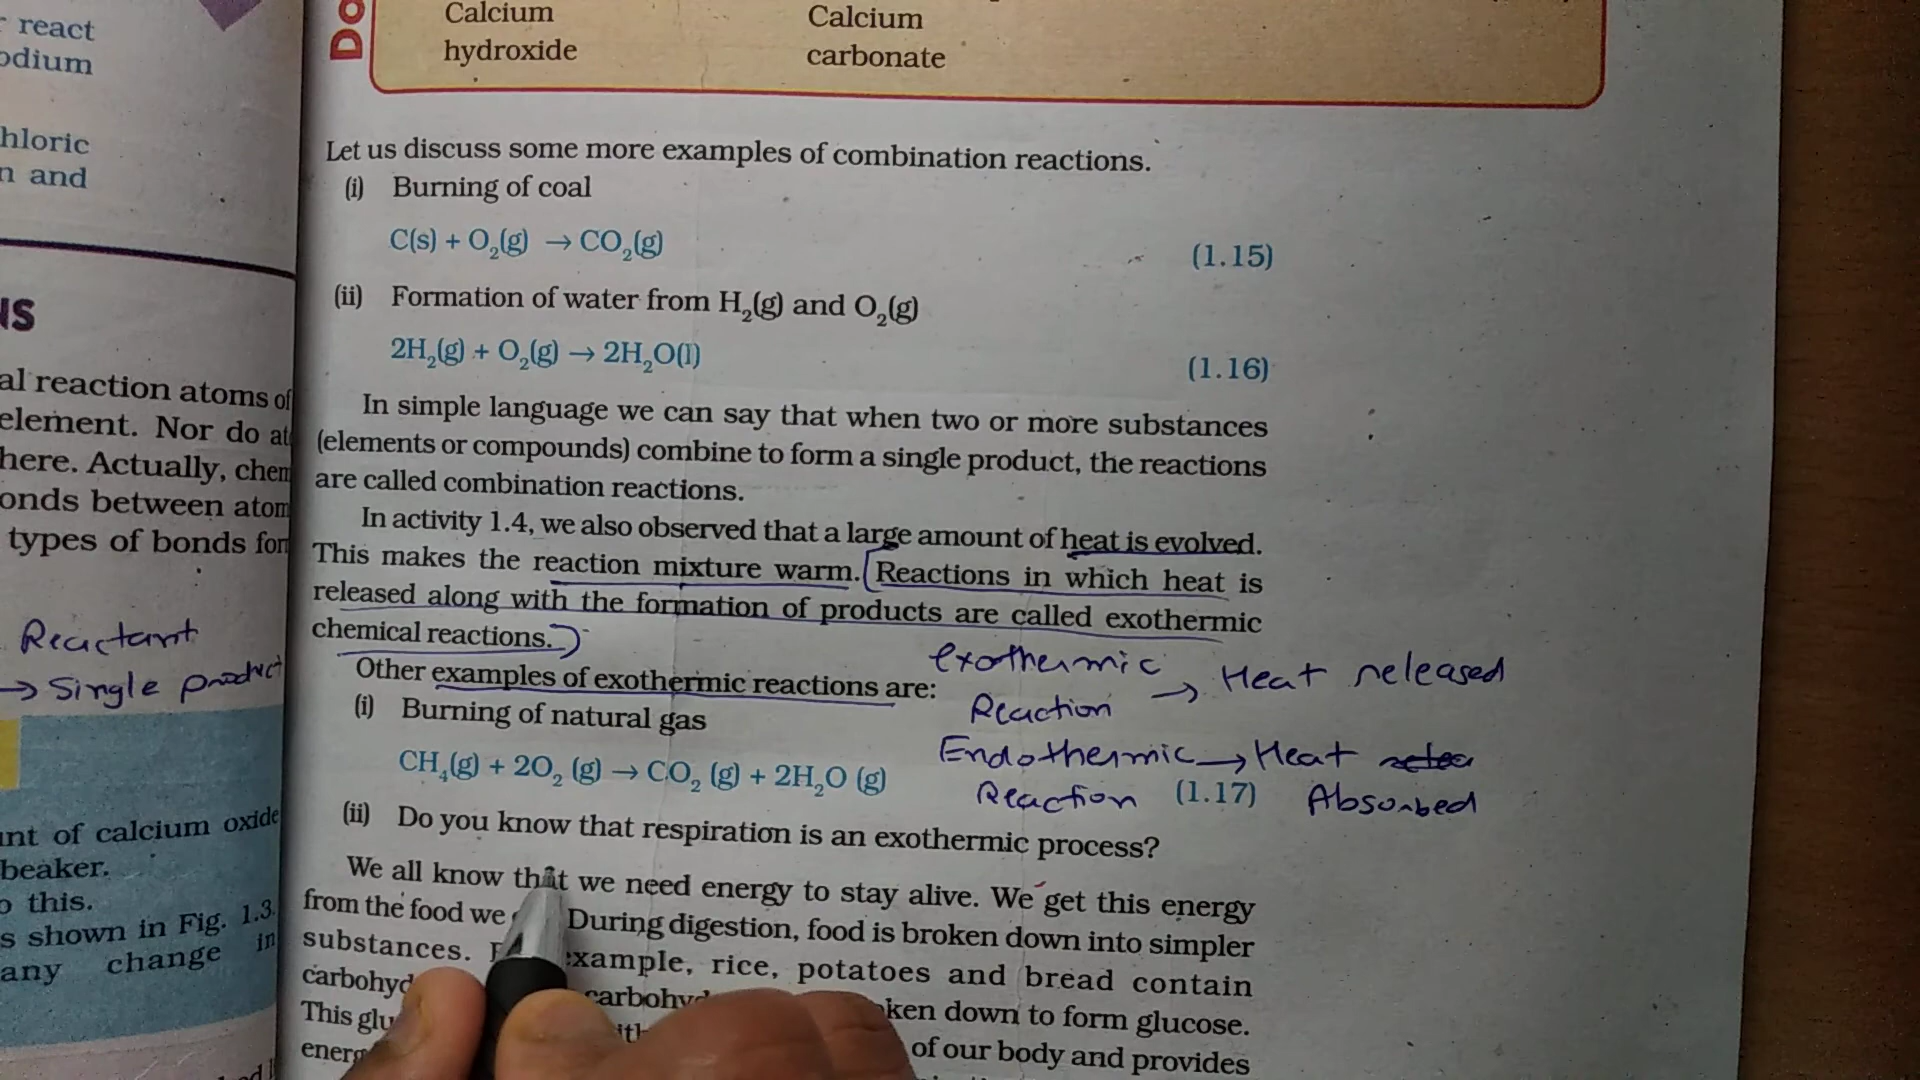 react
odium
hloric
n and
NS
al reaction atoms of
element. Nor do at
here. Actually, chem
onds between atom
types of bonds for
Reactant
→ Single product
unt of calcium oxide
beaker.
o this.
s shown in Fig. 1.3.
any change in
Do
Calcium Calcium
hydroxide carbonate
Let us discuss some more examples of combination reactions.
(i) Burning of coal
C(s) + O₂(g) → CO₂(g) (1.15)
(ii) Formation of water from H₂(g) and O₂(g)
2H₂(g) + O₂(g) → 2H₂O(l) (1.16)
In simple language we can say that when two or more substances
(elements or compounds) combine to form a single product, the reactions
are called combination reactions.
In activity 1.4, we also observed that a large amount of heat is evolved.
This makes the reaction mixture warm. Reactions in which heat is
released along with the formation of products are called exothermic
chemical reactions.
Other examples of exothermic reactions are:
exothermic
Reaction → Heat released
(i) Burning of natural gas
Endothermic → Heat
Reaction Absorbed
CH₄(g) + 2O₂ (g) → CO₂ (g) + 2H₂O (g) (1.17)
(ii) Do you know that respiration is an exothermic process?
We all know that we need energy to stay alive. We get this energy
from the food we During digestion, food is broken down into simpler
substances. example, rice, potatoes and bread contain
carbohyd carbohyd ken down to form glucose.
This glu of our body and provides
energ